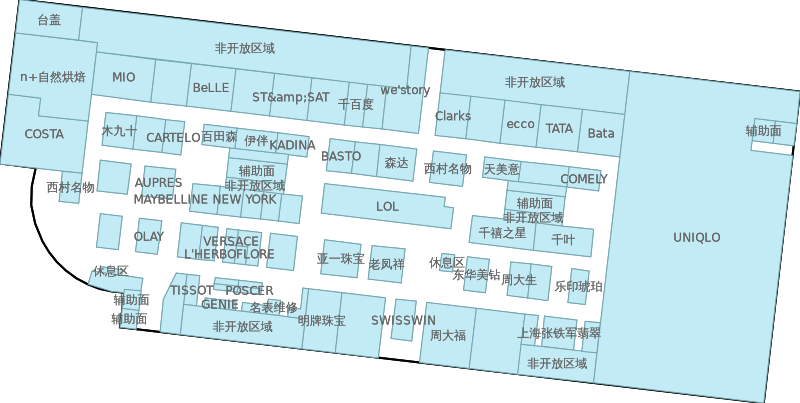 台盖
非开放区域
非开放区域
n+自然烘焙
MIO
BeLLE
we'story
ST&amp;SAT
千百度
Clarks
ecco
TATA
Bata
辅助面
COSTA
木九十
CARTELO
百田森
伊伴
KADINA
BASTO
森达
西村名物
天美意
COMELY
辅助面
非开放区域
西村名物
AUPRES
MAYBELLINE NEW YORK
LOL
辅助面
非开放区域
千禧之星
千叶
UNIQLO
OLAY
VERSACE
L'HERBOFLORE
亚一珠宝
老凤祥
休息区
东华美钻
周大生
乐印琥珀
休息区
辅助面
辅助面
TISSOT
POSCER
GENIE
名表维修
非开放区域
明牌珠宝
SWISSWIN
周大福
上海张铁军翡翠
非开放区域